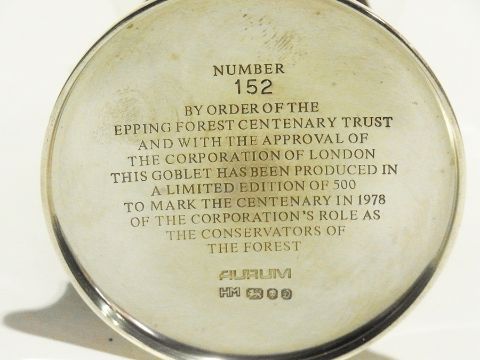 NUMBER
152
BY ORDER OF THE
EPPING FOREST CENTENARY TRUST
AND WITH THE APPROVAL OF
THE CORPORATION OF LONDON
THIS GOBLET HAS BEEN PRODUCED IN
A LIMITED EDITION OF 500
TO MARK THE CENTENARY IN 1978
OF THE CORPORATION'S ROLE AS
THE CONSERVATORS OF
THE FOREST
AURUM
HM